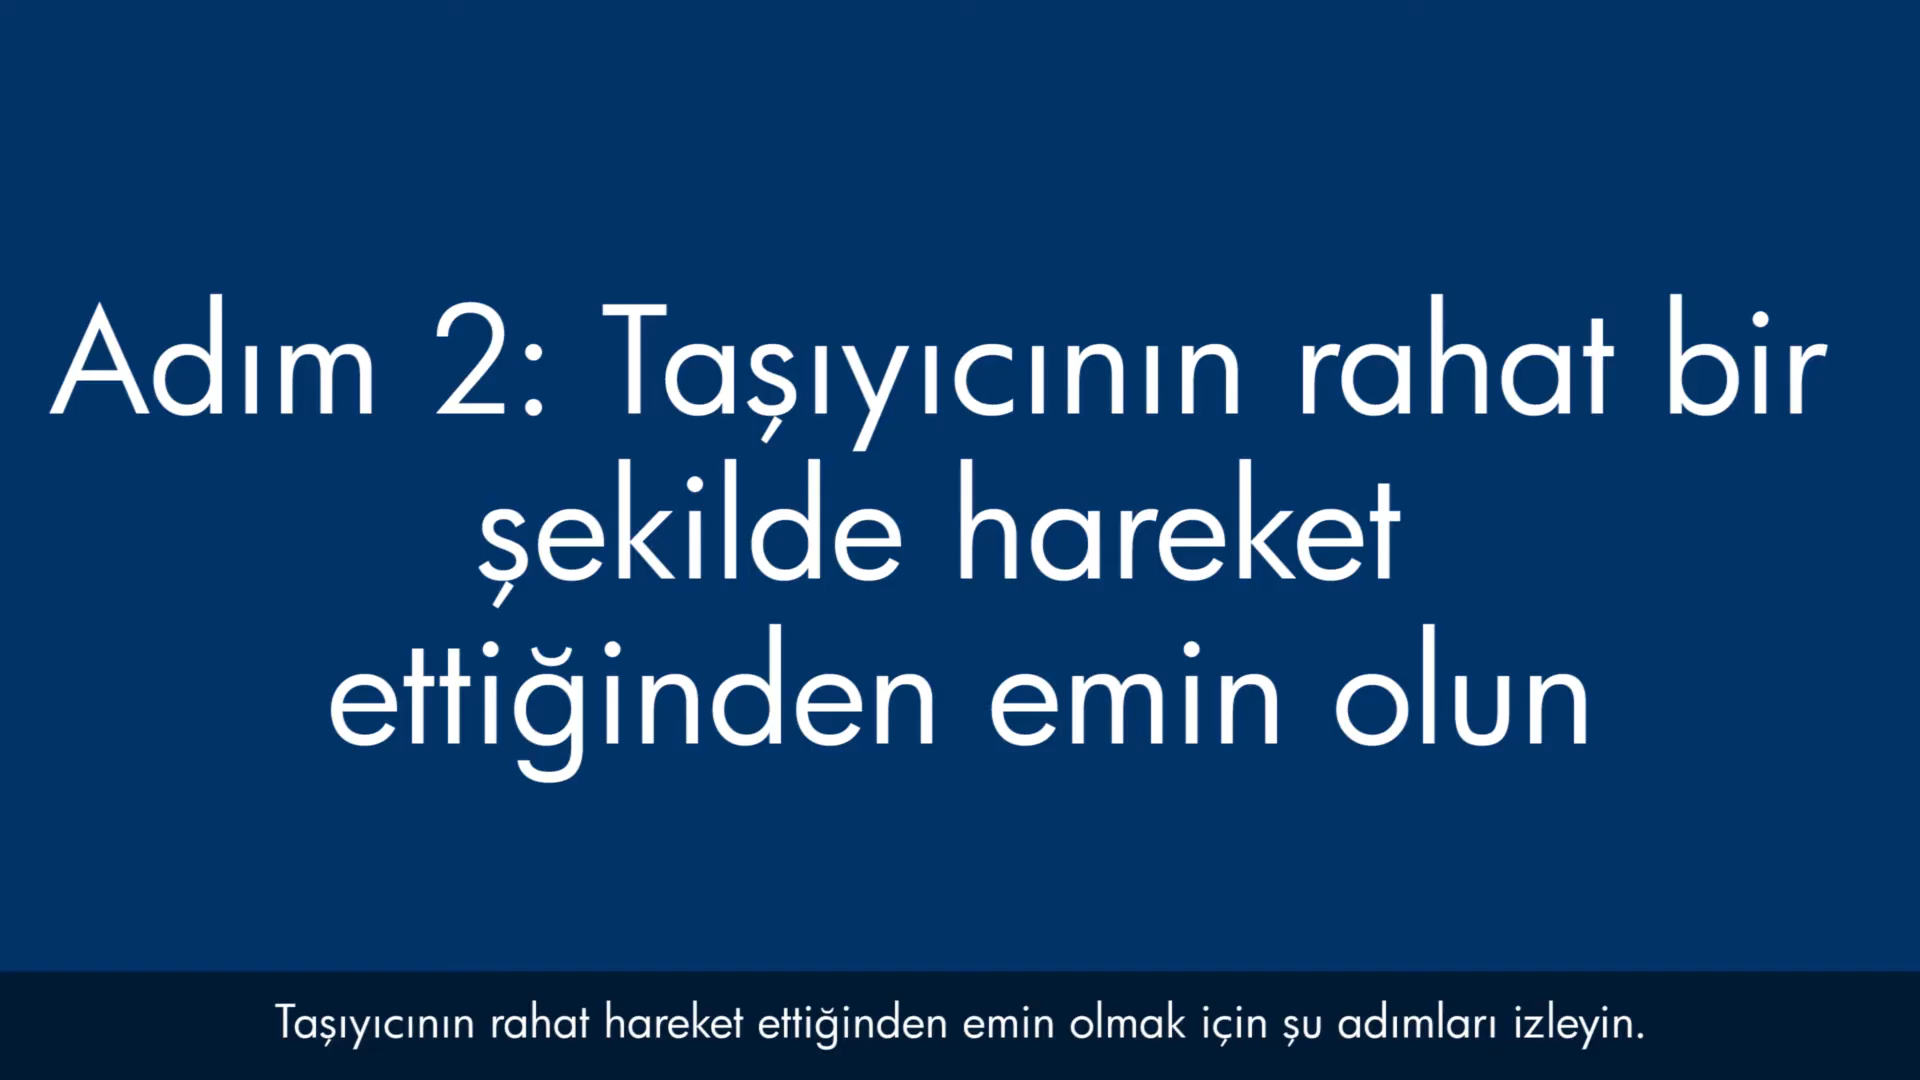 Adım 2: Taşıyıcının rahat bir
şekilde hareket
ettiğinden emin olun
Taşıyıcının rahat hareket ettiğinden emin olmak için şu adımları izleyin.